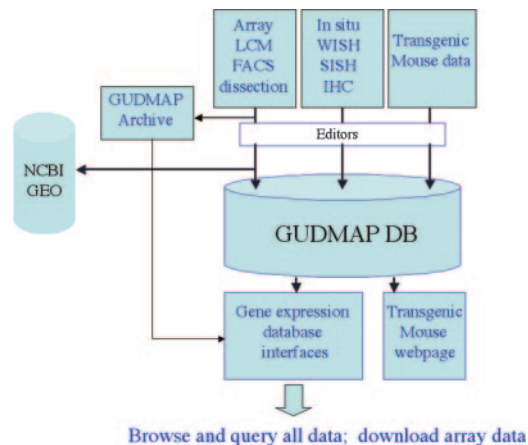 Array
LCM
FACS
dissection
In situ
WISH
SISH
IHC
Transgenic
Mouse data
GUDMAP
Archive
Editors
NCBI
GEO
GUDMAP DB
Gene expression
database
interfaces
Transgenic
Mouse
webpage
Browse and query all data; download array data